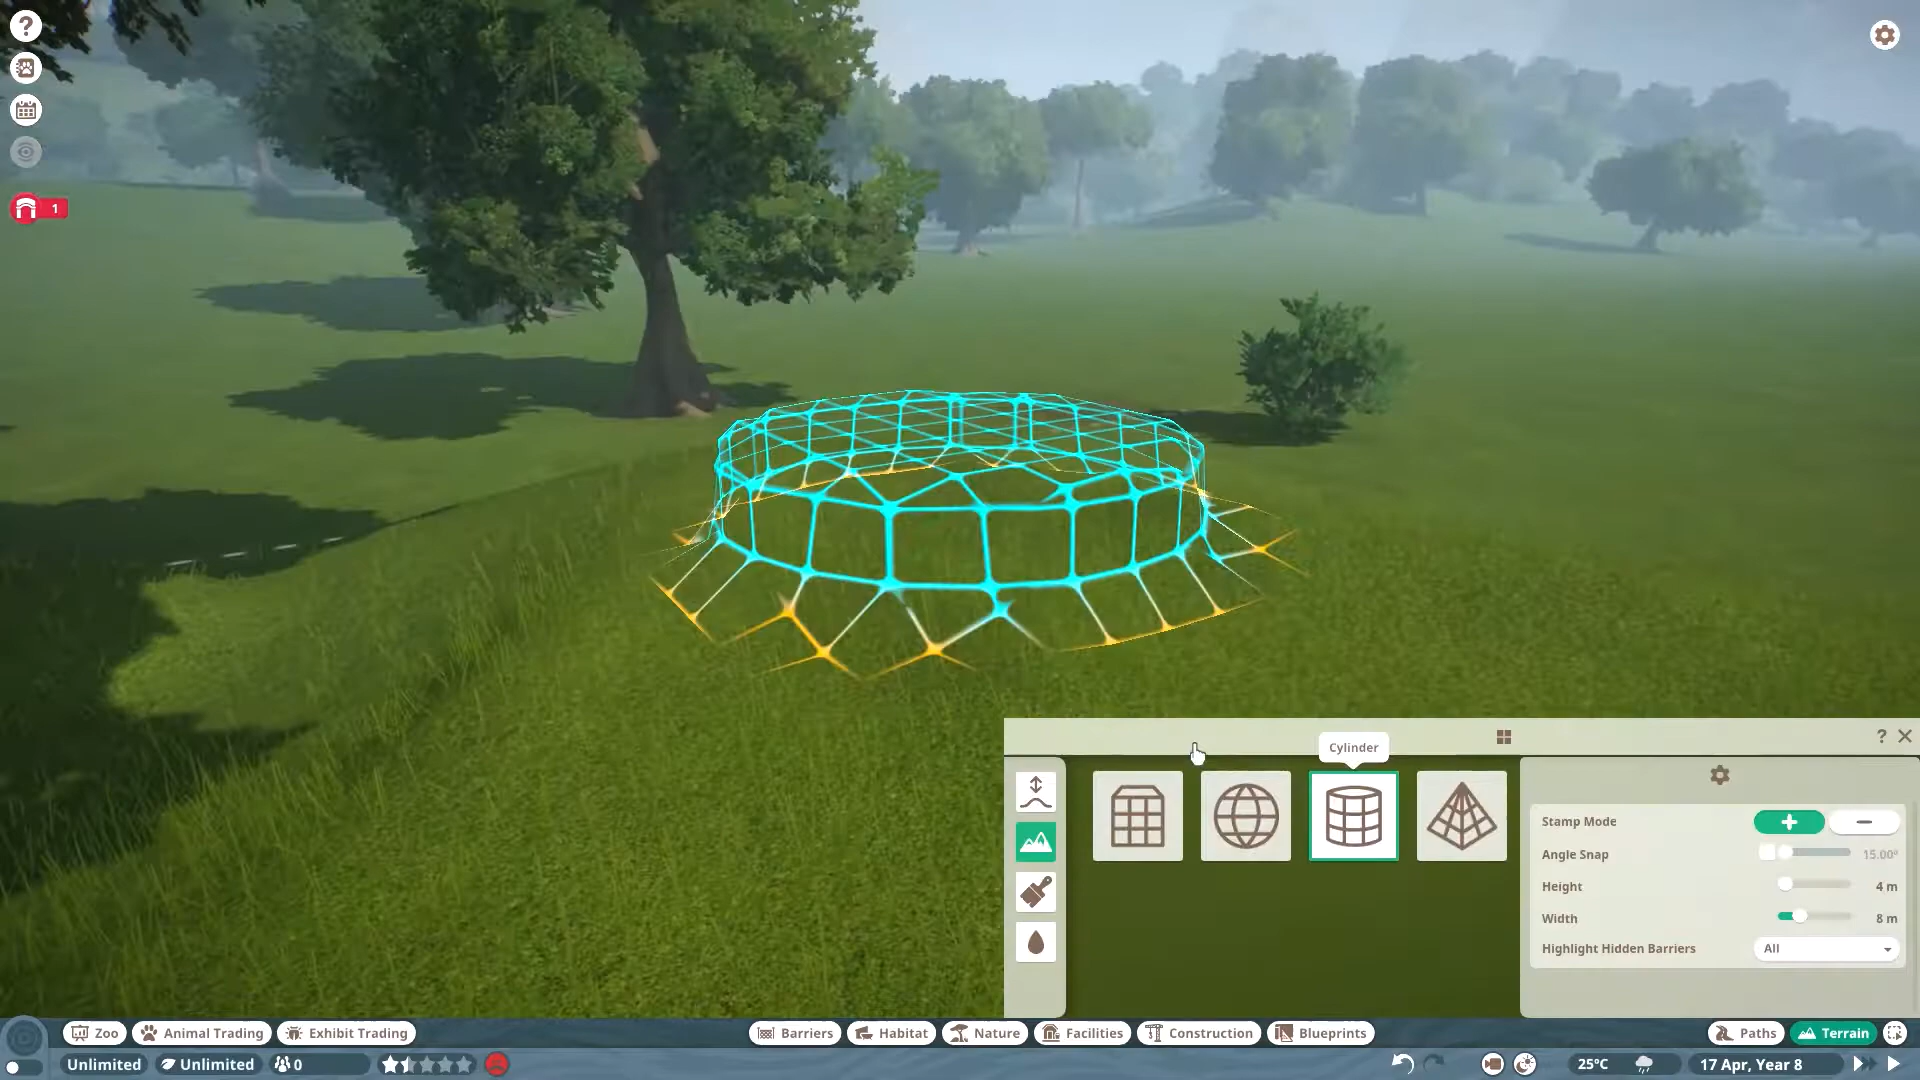 ?
1
?
Cylinder
Stamp Mode
Angle Snap 15.00°
Height 4 m
Width 8 m
Highlight Hidden Barriers All
Zoo Animal Trading Exhibit Trading Barriers Habitat Nature Facilities Construction Blueprints Paths Terrain
Unlimited Unlimited 0 25°C 17 Apr, Year 8